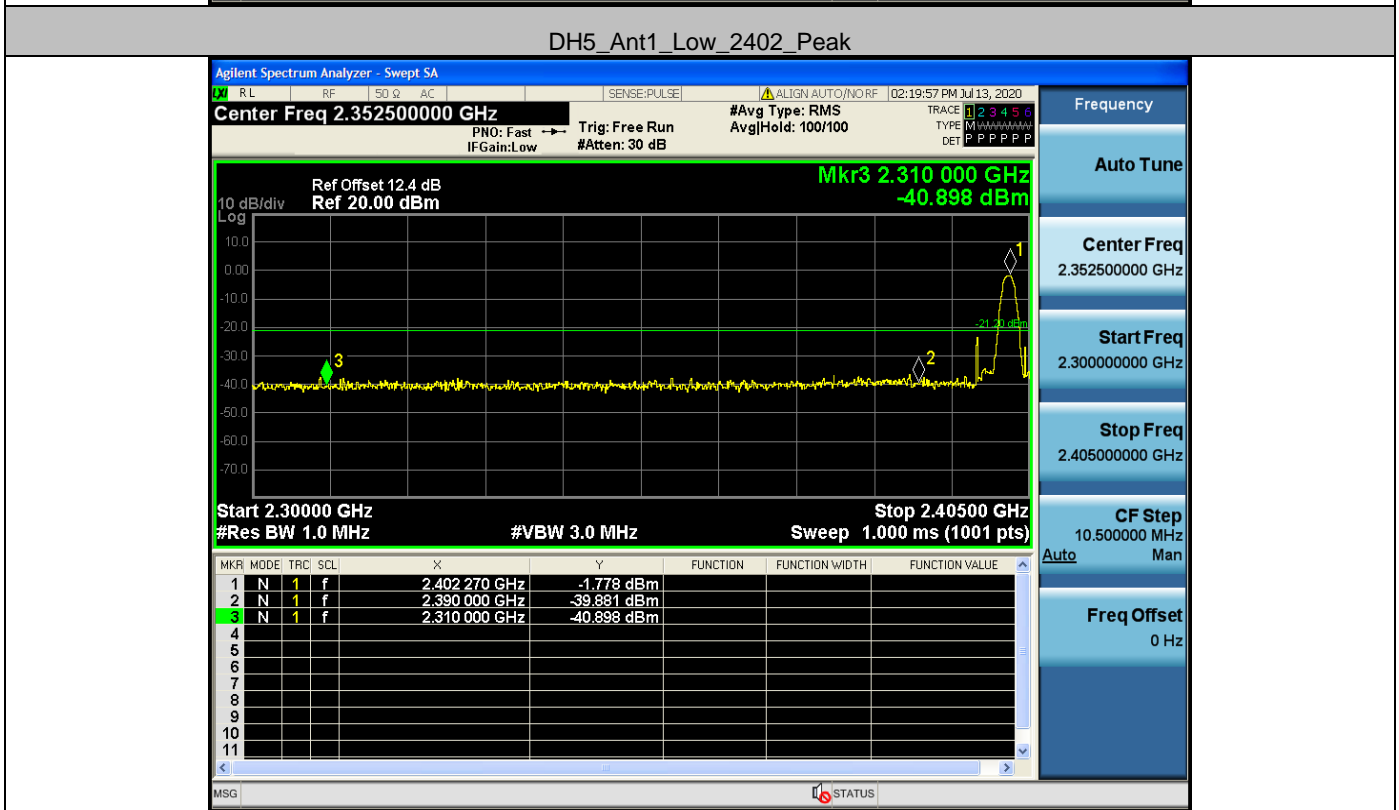 DH5_Ant1_Low_2402_Peak
Agilent Spectrum Analyzer - Swept SA
LXI RL RF 50 Ω AC SENSE:PULSE ALIGN AUTO/NO RF 02:19:57 PM Jul 13, 2020
Center Freq 2.352500000 GHz
PNO: Fast
IFGain:Low
Trig: Free Run
#Atten: 30 dB
#Avg Type: RMS
Avg|Hold: 100/100
TRACE 1 2 3 4 5 6
TYPE MWWWWW
DET P P P P P P
Mkr3 2.310 000 GHz
-40.898 dBm
Ref Offset 12.4 dB
10 dB/div Ref 20.00 dBm
Log
10.0
0.00
-10.0
-20.0
-30.0
-40.0
-50.0
-60.0
-70.0
1
-21.20 dBm
3
2
Start 2.30000 GHz Stop 2.40500 GHz
#Res BW 1.0 MHz #VBW 3.0 MHz Sweep 1.000 ms (1001 pts)
MKR MODE TRC SCL X Y FUNCTION FUNCTION WIDTH FUNCTION VALUE
1 N 1 f 2.402 270 GHz -1.778 dBm
2 N 1 f 2.390 000 GHz -39.881 dBm
3 N 1 f 2.310 000 GHz -40.898 dBm
4
5
6
7
8
9
10
11
MSG STATUS
Frequency
Auto Tune
Center Freq
2.352500000 GHz
Start Freq
2.300000000 GHz
Stop Freq
2.405000000 GHz
CF Step
10.500000 MHz
Auto Man
Freq Offset
0 Hz